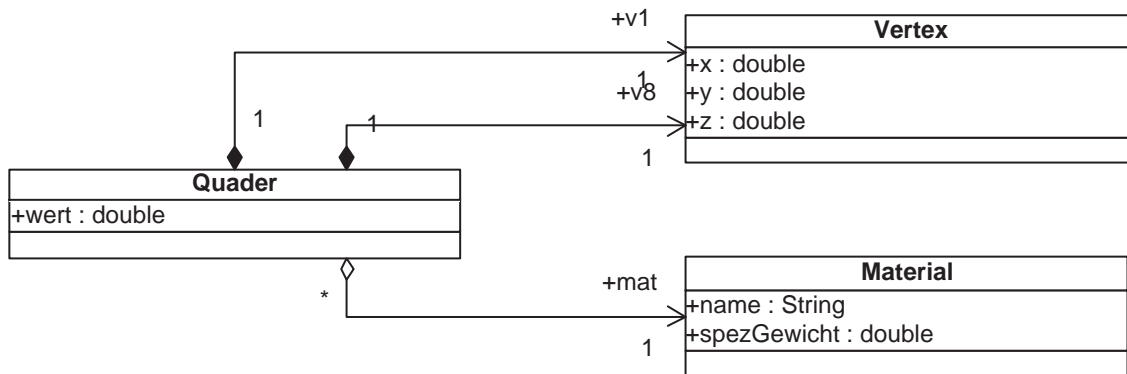 +v1
Vertex
+x : double
+y : double
+z : double
1
+v8
1
1
1
Quader
+wert : double
*
+mat
1
Material
+name : String
+spezGewicht : double